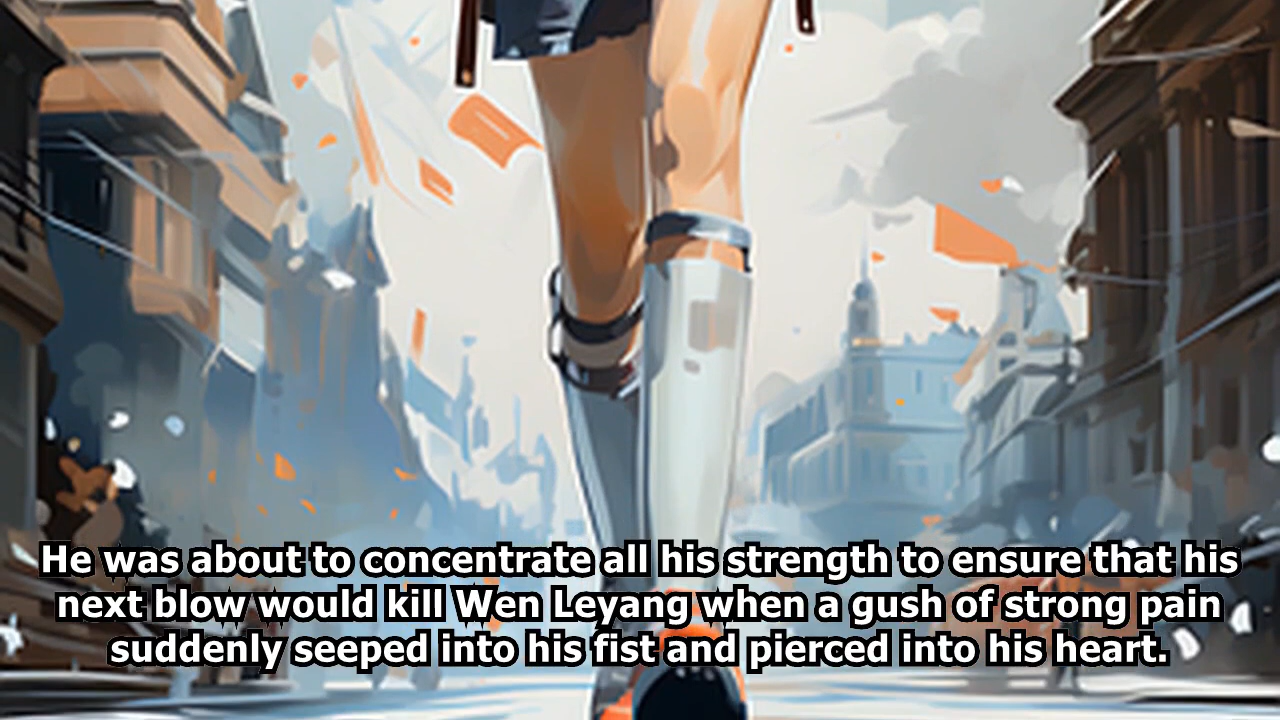 He was about to concentrate all his strength to ensure that his
next blow would kill Wen Leyang when a gush of strong pain
suddenly seeped into his fist and pierced into his heart.